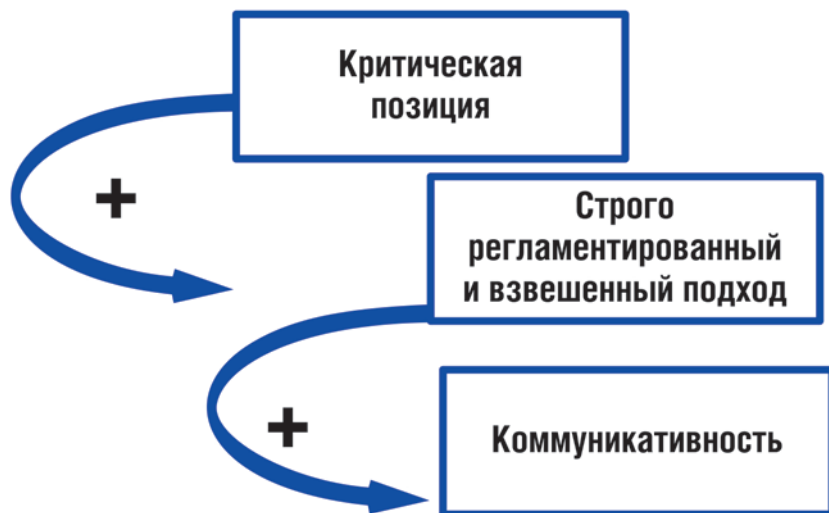 Критическая
позиция
+
Строго
регламентированный
и взвешенный подход
+
Коммуникативность